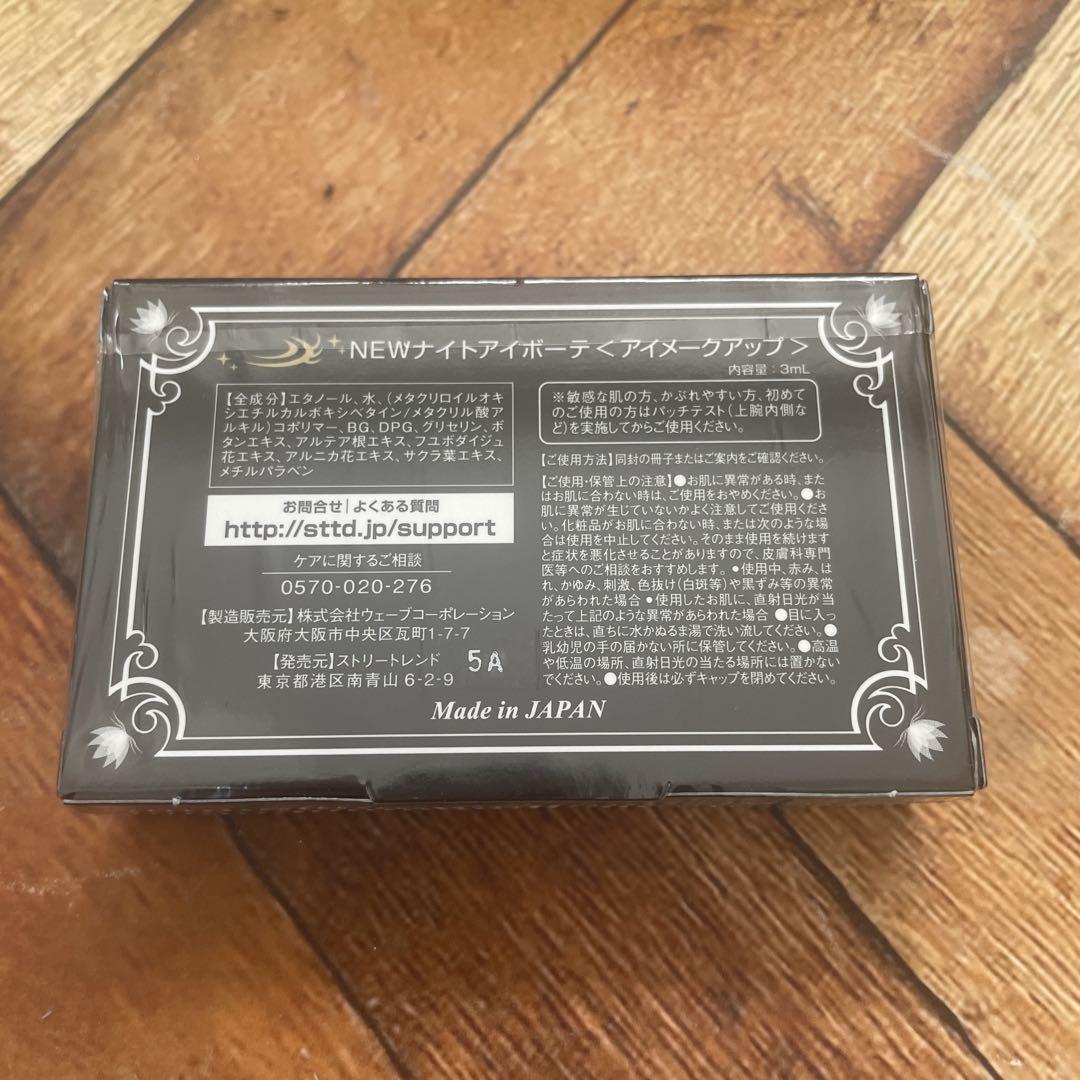 NEWナイトアイボーテ＜アイメークアップ＞
内容量：3mL
【全成分】エタノール、水、(メタクリロイルオキ
シエチルカルボキシベタイン/メタクリル酸ア
ルキル)コポリマー、BG、DPG、グリセリン、ボ
タンエキス、アルテア根エキス、フユボダイジュ
花エキス、アルニカ花エキス、サクラ葉エキス、
メチルパラベン
お問合せ|よくある質問
http://sttd.jp/support
ケアに関するご相談
0570-020-276
【製造販売元】株式会社ウェーブコーポレーション
大阪府大阪市中央区瓦町1-7-7
【発売元】ストリートレンド
5A
東京都港区南青山6-2-9
※敏感な肌の方、かぶれやすい方、初めて
のご使用の方はパッチテスト(上腕内側な
ど)を実施してからご使用ください。
【ご使用方法】同封の冊子またはご案内をご確認ください。
【ご使用・保管上の注意】●お肌に異常がある時、また
はお肌に合わない時は、ご使用をおやめください。●お
肌に異常が生じていないかよく注意してご使用くださ
い。化粧品がお肌に合わない時、または次のような場
合は使用を中止してください。そのまま使用を続けます
と症状を悪化させることがありますので、皮膚科専門
医等へのご相談をおすすめします。•使用中、赤み、は
れ、かゆみ、刺激、色抜け(白斑等)や黒ずみ等の異常
があらわれた場合•使用したお肌に、直射日光が当
たって上記のような異常があらわれた場合 ●目に入っ
たときは、直ちに水かぬるま湯で洗い流してください。●
乳幼児の手の届かない所に保管してください。●高温
や低温の場所、直射日光の当たる場所には置かない
でください。●使用後は必ずキャップを閉めてください。
Made in JAPAN